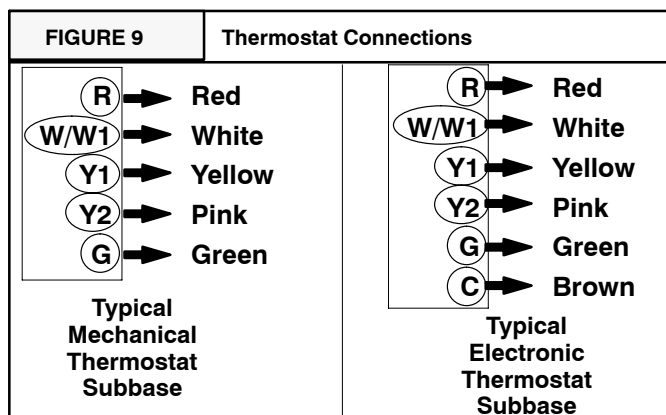 FIGURE 9
Thermostat Connections
R Red
W/W1 White
Y1 Yellow
Y2 Pink
G Green
Typical
Mechanical
Thermostat
Subbase
R Red
W/W1 White
Y1 Yellow
Y2 Pink
G Green
C Brown
Typical
Electronic
Thermostat
Subbase